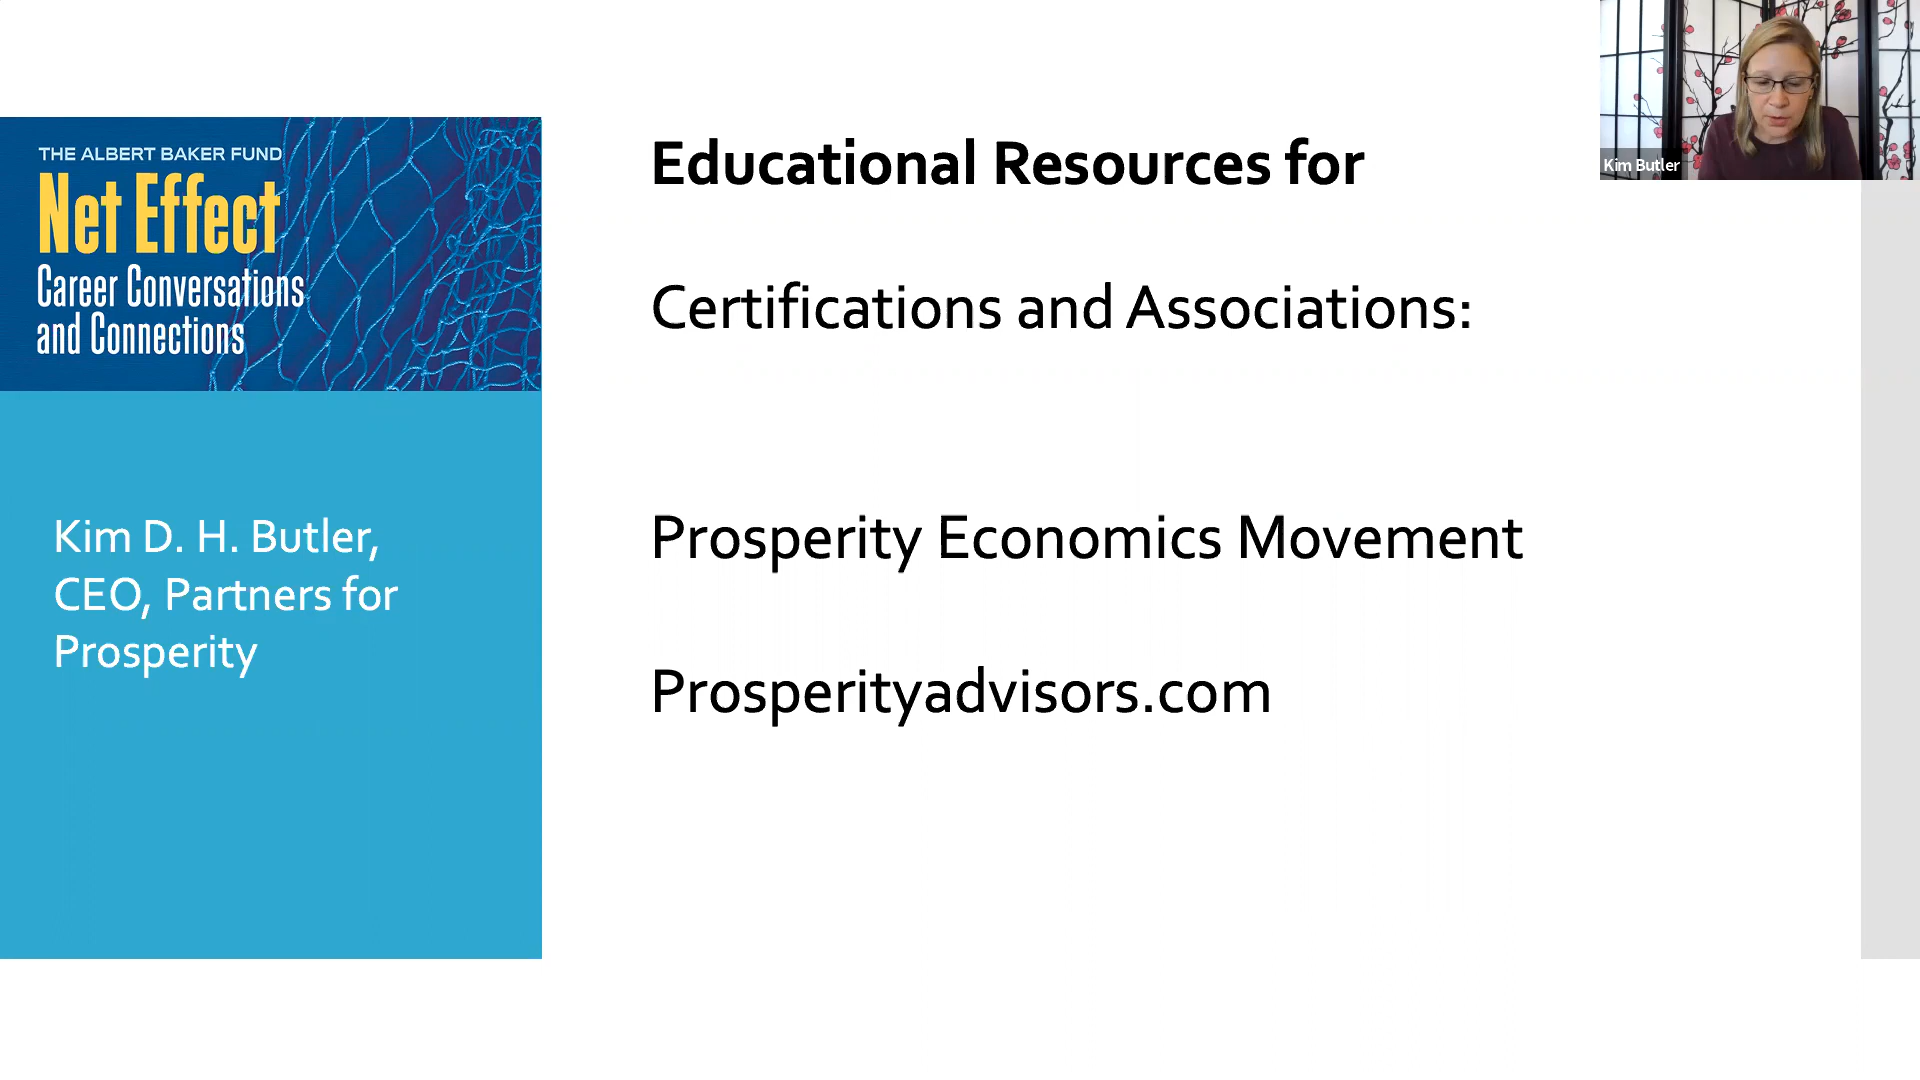 THE ALBERT BAKER FUND
Net Effect
Career Conversations
and Connections
Kim D. H. Butler,
CEO, Partners for
Prosperity
Educational Resources for
Certifications and Associations:
Prosperity Economics Movement
Prosperityadvisors.com
Kim Butler